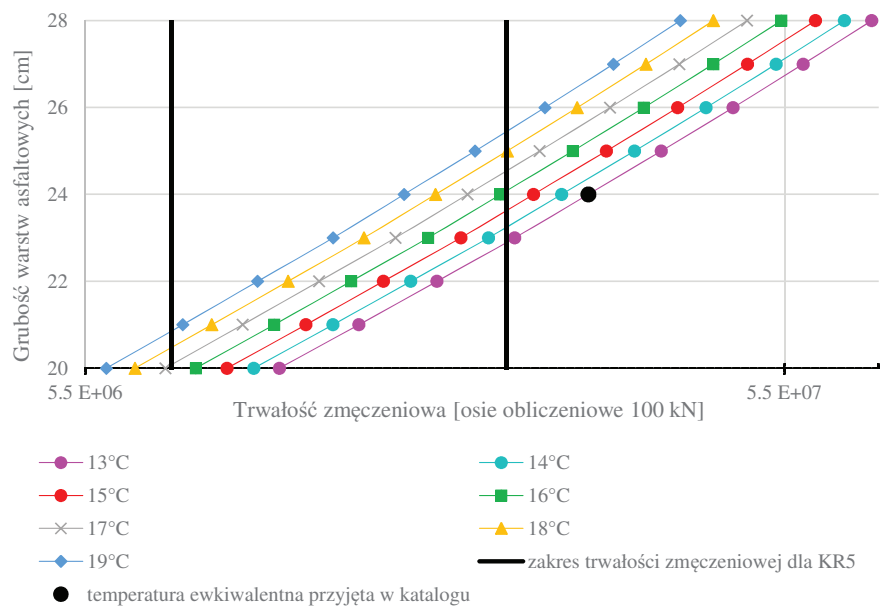 Grubość warstw asfaltowych [cm]
28
26
24
22
20
5.5 E+06
5.5 E+07
Trwałość zmęczeniowa [osie obliczeniowe 100 kN]
13°C
14°C
15°C
16°C
17°C
18°C
19°C
zakres trwałości zmęczeniowej dla KR5
temperatura ewkiwalentna przyjęta w katalogu